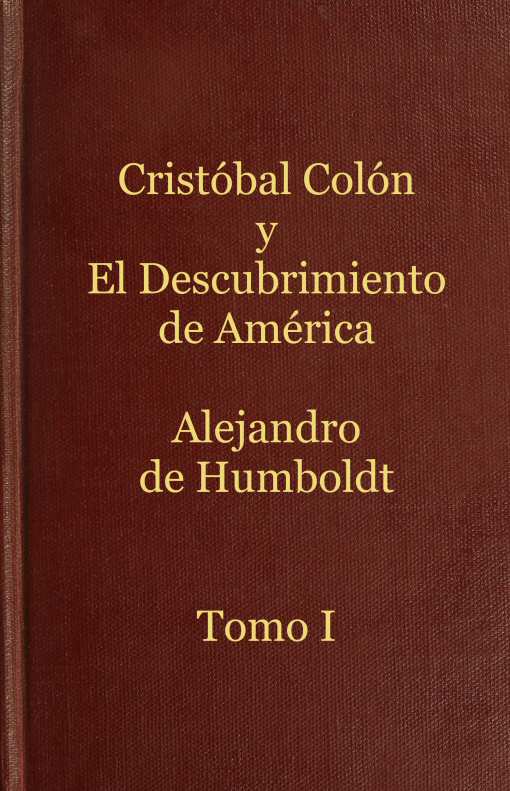 Cristóbal Colón
y
El Descubrimiento
de América
Alejandro
de Humboldt
Tomo I